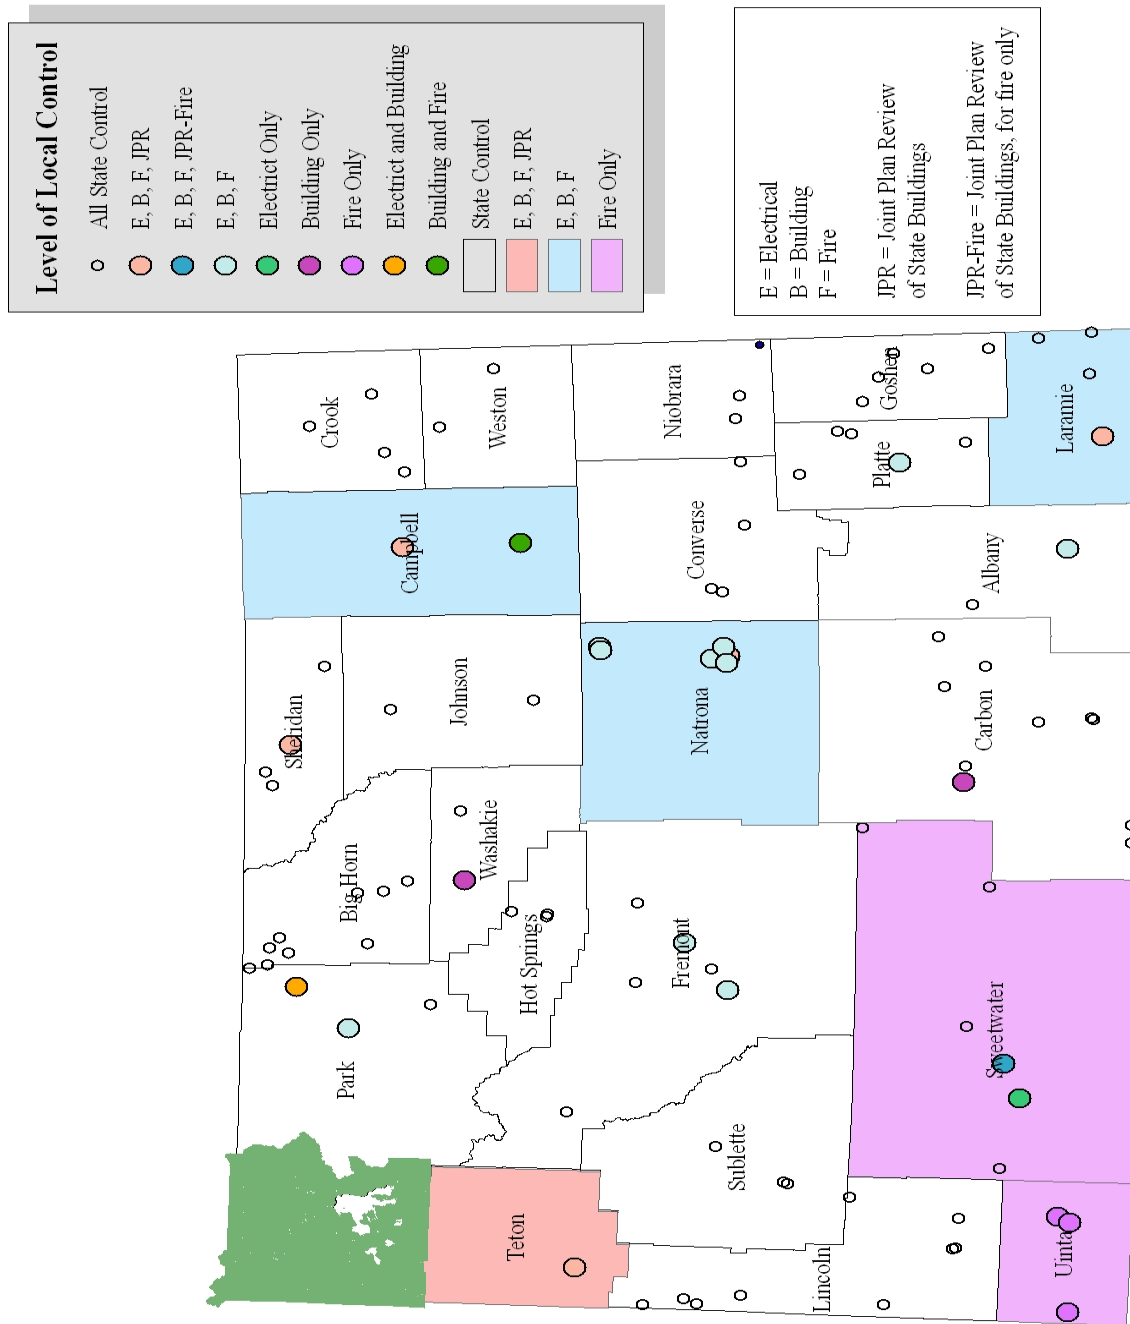 Level of Local Control
All State Control
E, B, F, JPR
E, B, F, JPR-Fire
E, B, F
Electrict Only
Building Only
Fire Only
Electric and Building
Building and Fire
State Control
E, B, F, JPR
E, B, F
Fire Only
E = Electrical
B = Building
F = Fire
JPR = Joint Plan Review
of State Buildings
JPR-Fire = Joint Plan Review
of State Buildings, for fire only
Crook
Weston
Niobrara
Goshen
Laramie
Platte
Campbell
Converse
Albany
Sheridan
Johnson
Natrona
Carbon
Big Horn
Washakie
Hot Springs
Fremont
Sweetwater
Park
Sublette
Teton
Lincoln
Uinta